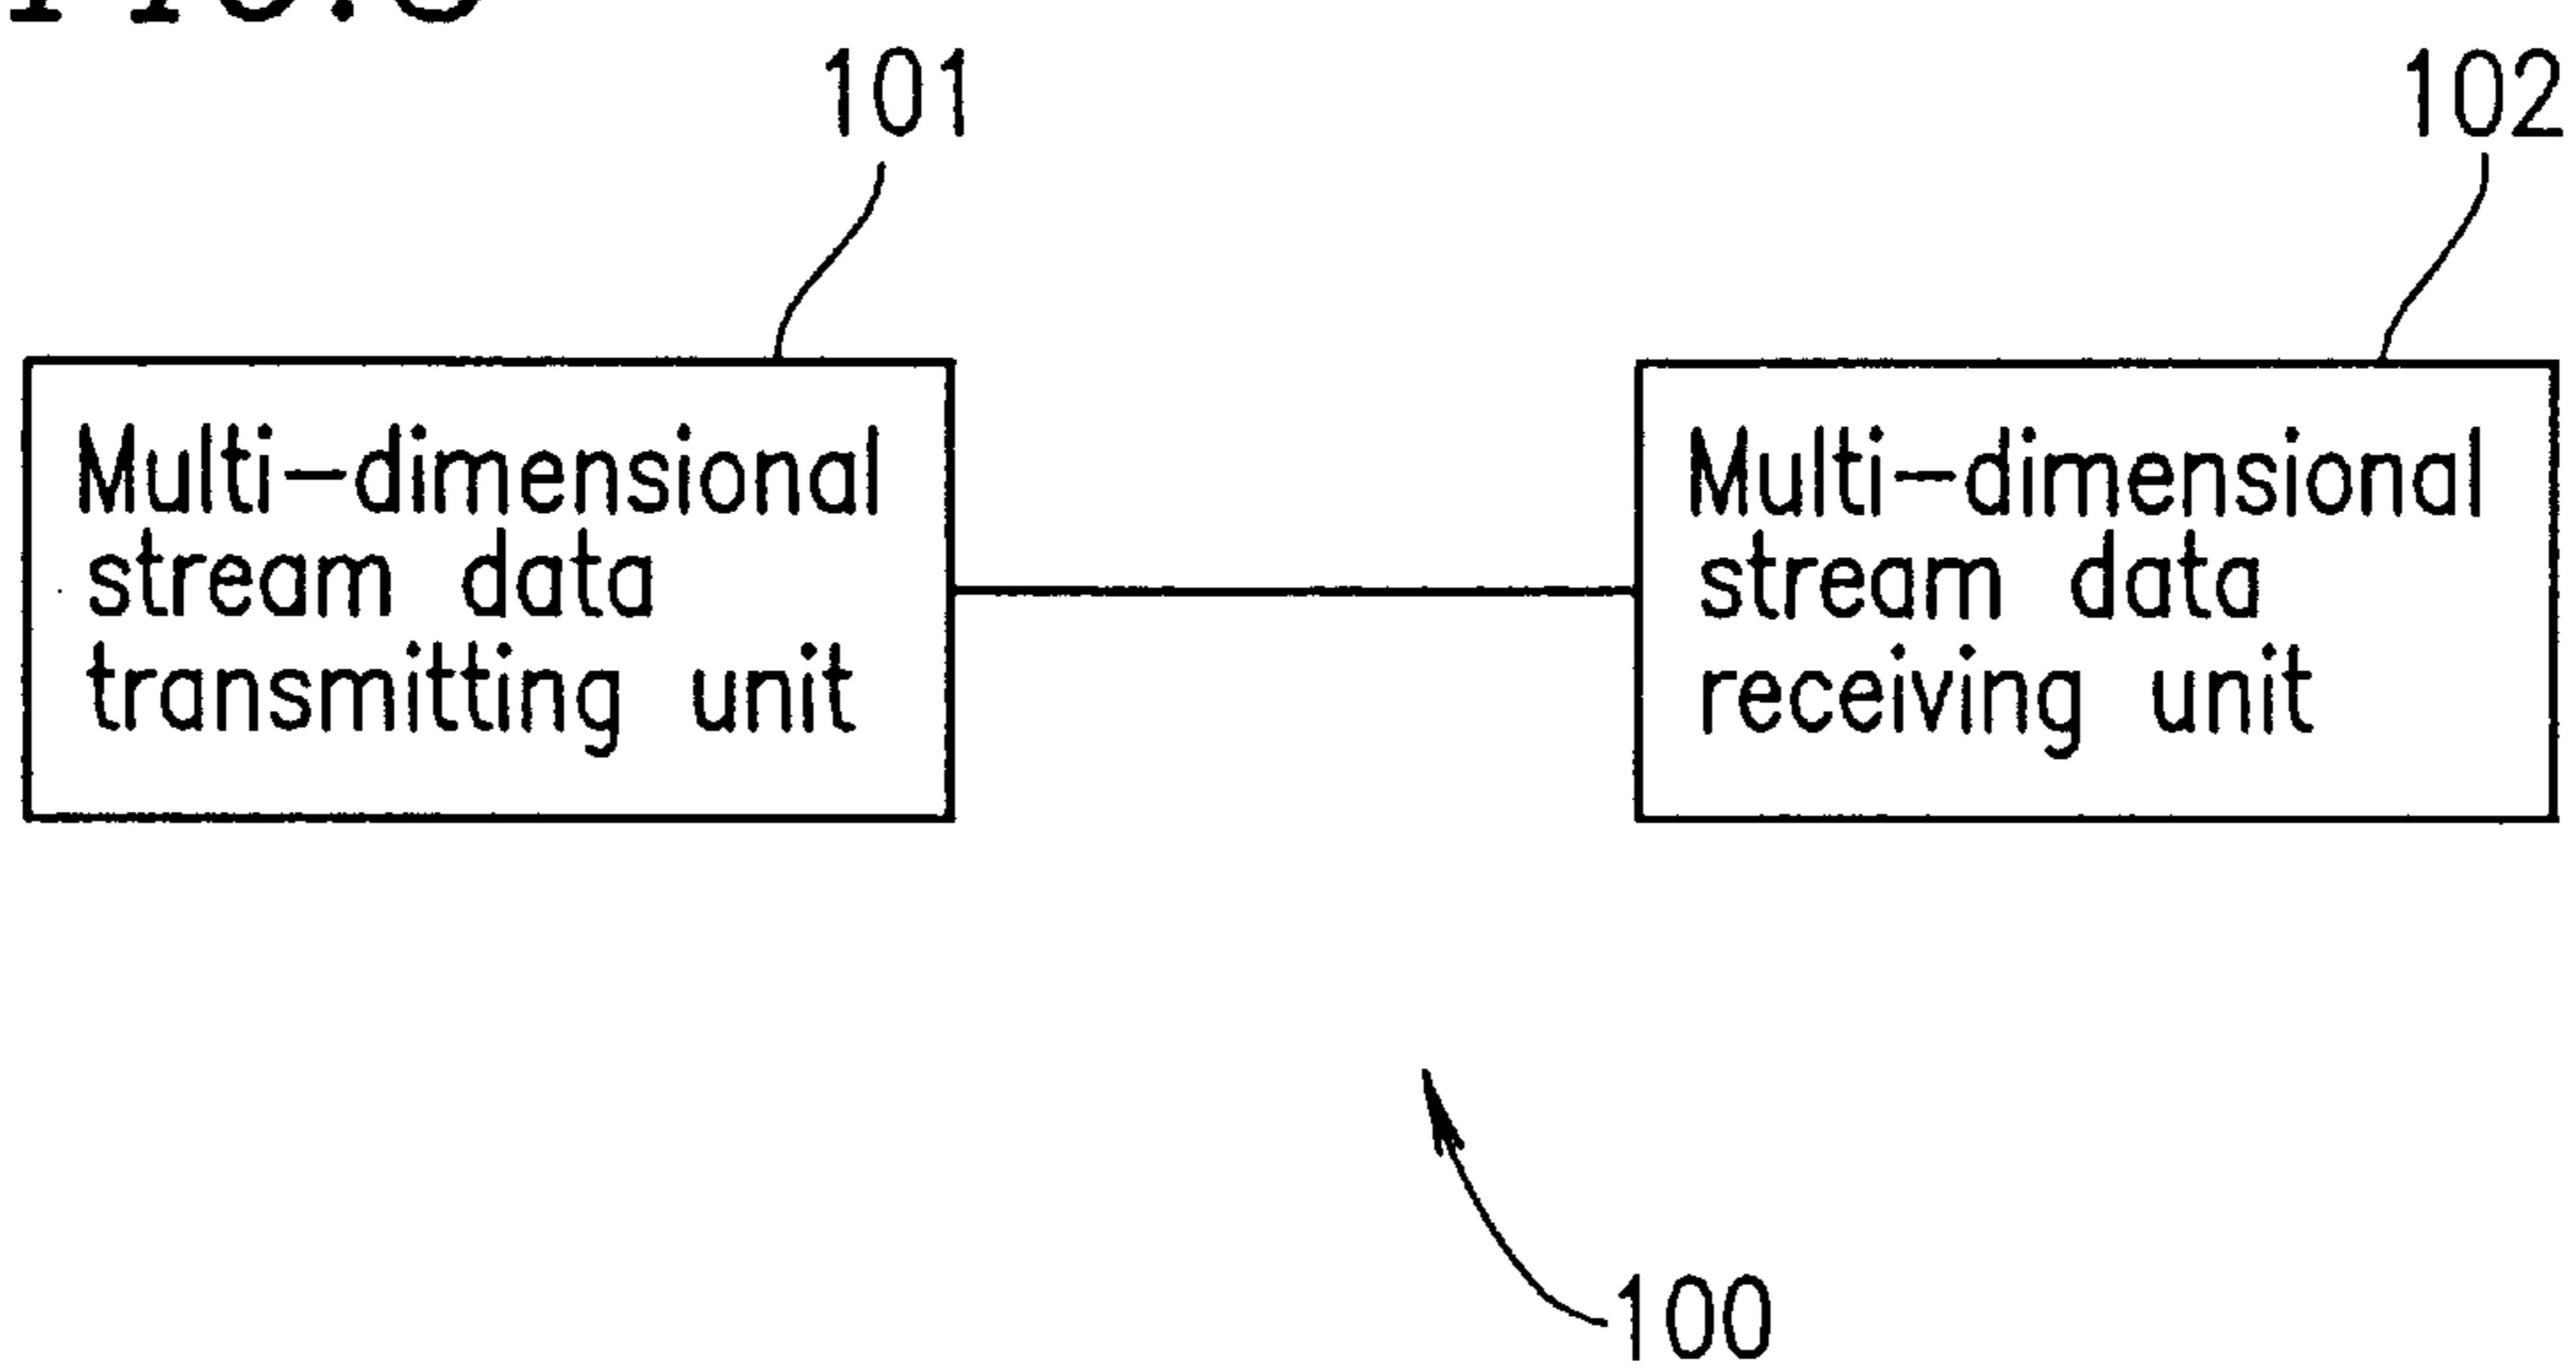 101
102
Multi-dimensional
stream data
transmitting unit
Multi-dimensional
stream data
receiving unit
100